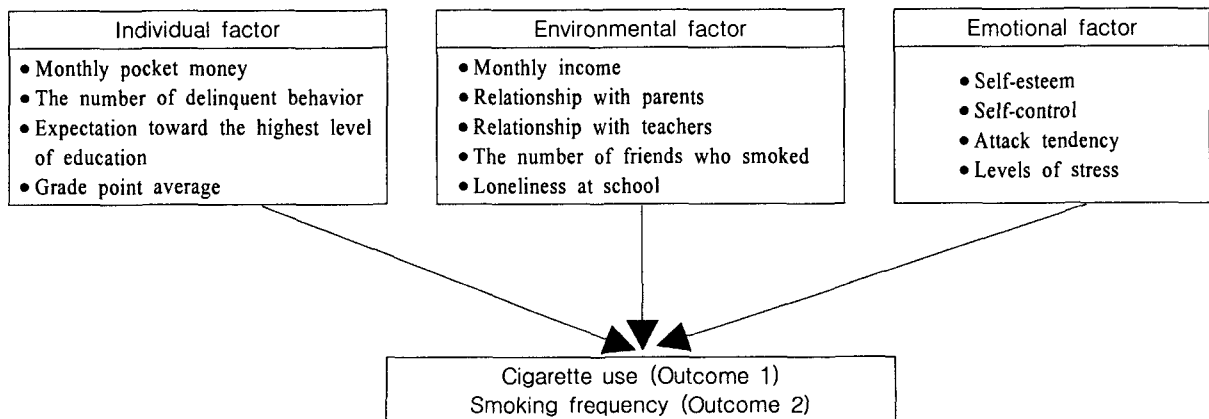 Individual factor
• Monthly pocket money
• The number of delinquent behavior
• Expectation toward the highest level
of education
• Grade point average
Environmental factor
• Monthly income
• Relationship with parents
• Relationship with teachers
• The number of friends who smoked
• Loneliness at school
Emotional factor
• Self-esteem
• Self-control
• Attack tendency
• Levels of stress
Cigarette use (Outcome 1)
Smoking frequency (Outcome 2)